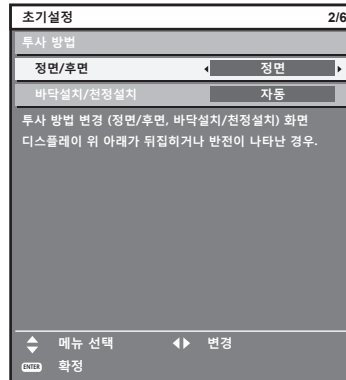 초기설정 2/6
투사 방법
정면/후면 정면
바닥설치/천정설치 자동
투사 방법 변경 (정면/후면, 바닥설치/천정설치) 화면
디스플레이 위 아래가 뒤집히거나 반전이 나타난 경우.
메뉴 선택 변경
ENTER 확정